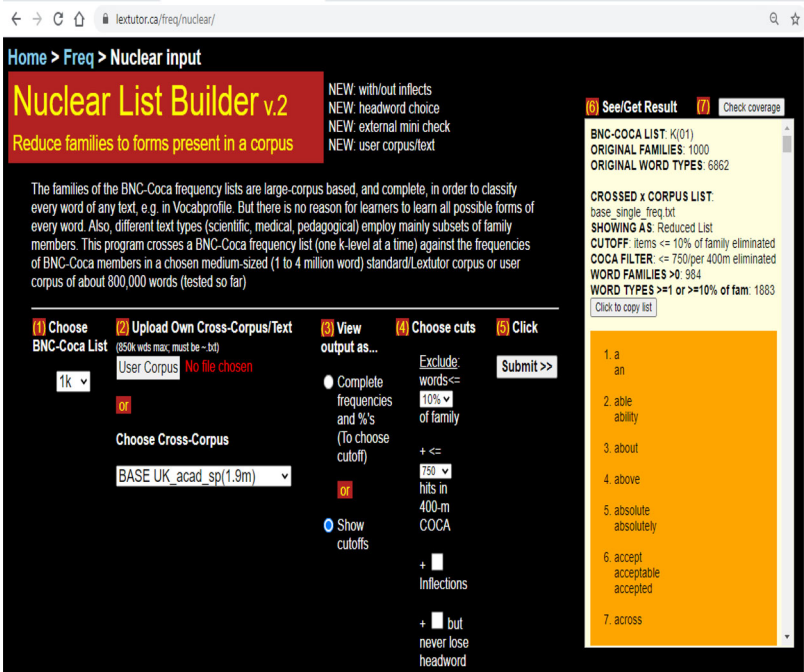 lextutor.ca/freq/nuclear/
Home > Freq > Nuclear input
Nuclear List Builder v.2
Reduce families to forms present in a corpus
NEW: with/out inflects
NEW: headword choice
NEW: external mini check
NEW: user corpus/text
The families of the BNC-Coca frequency lists are large-corpus based, and complete, in order to classify
every word of any text, e.g. in Vocabprofile. But there is no reason for learners to learn all possible forms of
every word. Also, different text types (scientific, medical, pedagogical) employ mainly subsets of family
members. This program crosses a BNC-Coca frequency list (one k-level at a time) against the frequencies
of BNC-Coca members in a chosen medium-sized (1 to 4 million word) standard/Lextutor corpus or user
corpus of about 800,000 words (tested so far)
(1) Choose
BNC-Coca List
1k
(2) Upload Own Cross-Corpus/Text
(850k wds max; must be ~.txt)
User Corpus No file chosen
or
Choose Cross-Corpus
BASE UK_acad_sp(1.9m)
(3) View
output as...
Complete
frequencies
and %'s
(To choose
cutoff)
or
Show
cutoffs
(4) Choose cuts
Exclude:
words<=
10%
of family
+ <=
750
hits in
400-m
COCA
+
Inflections
+ but
never lose
headword
(5) Click
Submit >>
(6) See/Get Result (7) Check coverage
BNC-COCA LIST: K(01)
ORIGINAL FAMILIES: 1000
ORIGINAL WORD TYPES: 6862
CROSSED x CORPUS LIST:
base_single_freq.txt
SHOWING AS: Reduced List
CUTOFF: items <= 10% of family eliminated
COCA FILTER: <= 750/per 400m eliminated
WORD FAMILIES >0: 984
WORD TYPES >=1 or >=10% of fam: 1883
Click to copy list
1. a
an
2. able
ability
3. about
4. above
5. absolute
absolutely
6. accept
acceptable
accepted
7. across